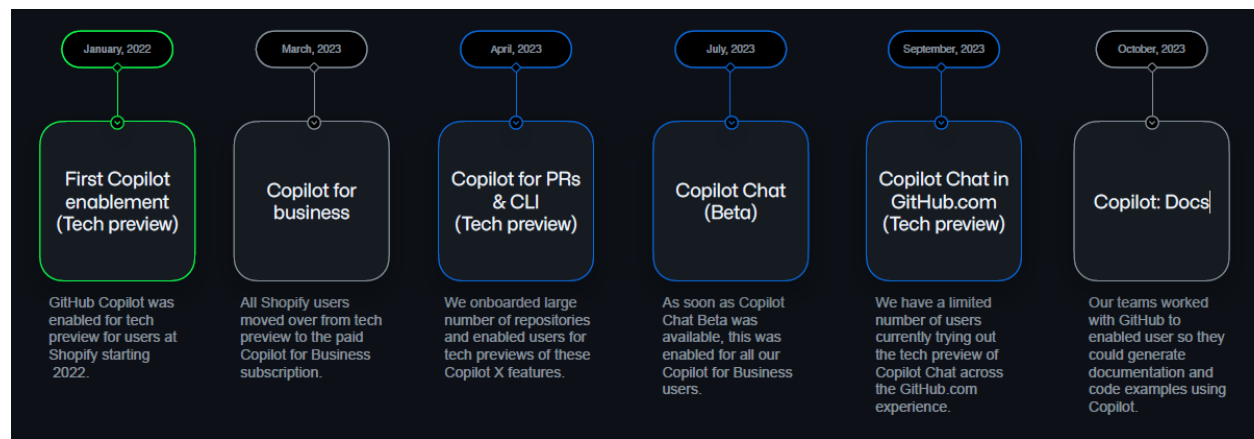 January, 2022
First Copilot
enablement
(Tech preview)
GitHub Copilot was
enabled for tech
preview for users at
Shopify starting
2022.
March, 2023
Copilot for
business
All Shopify users
moved over from tech
preview to the paid
Copilot for Business
subscription.
April, 2023
Copilot for PRs
& CLI
(Tech preview)
We onboarded large
number of repositories
and enabled users for
tech previews of these
Copilot X features.
July, 2023
Copilot Chat
(Beta)
As soon as Copilot
Chat Beta was
available, this was
enabled for all our
Copilot for Business
users.
September, 2023
Copilot Chat in
GitHub.com
(Tech preview)
We have a limited
number of users
currently trying out
the tech preview of
Copilot Chat across
the GitHub.com
experience.
October, 2023
Copilot: Docs
Our teams worked
with GitHub to
enabled user so they
could generate
documentation and
code examples using
Copilot.